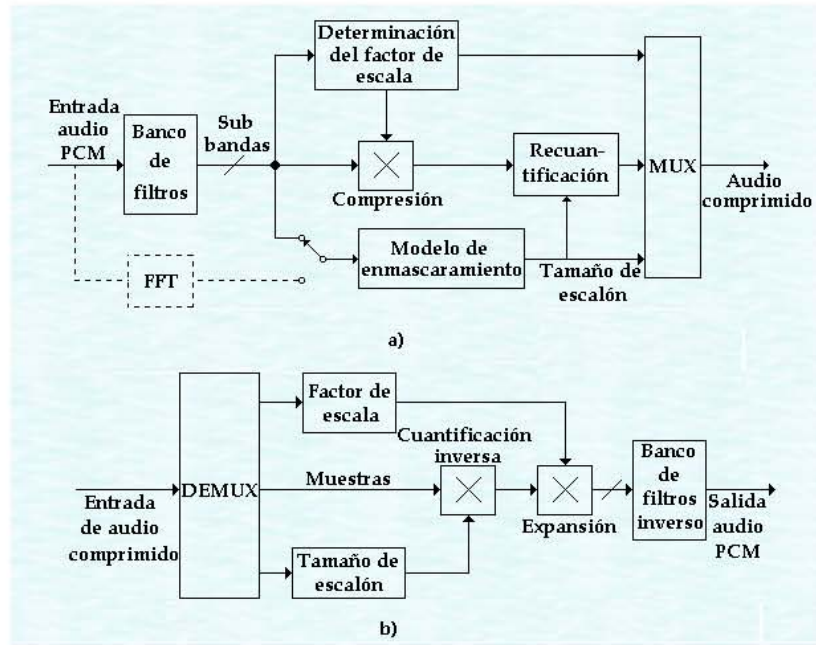 Determinación
del factor de
escala
Entrada
audio
PCM
Banco
de
filtros
Sub
bandas
Compresión
Recuan-
tificación
MUX
Audio
comprimido
FFT
Modelo de
enmascaramiento
Tamaño de
escalón
a)
Factor de
escala
Cuantificación
inversa
DEMUX
Muestras
Entrada
de audio
comprimido
Tamaño de
escalón
Expansión
Banco
de
filtros
inverso
Salida
audio
PCM
b)